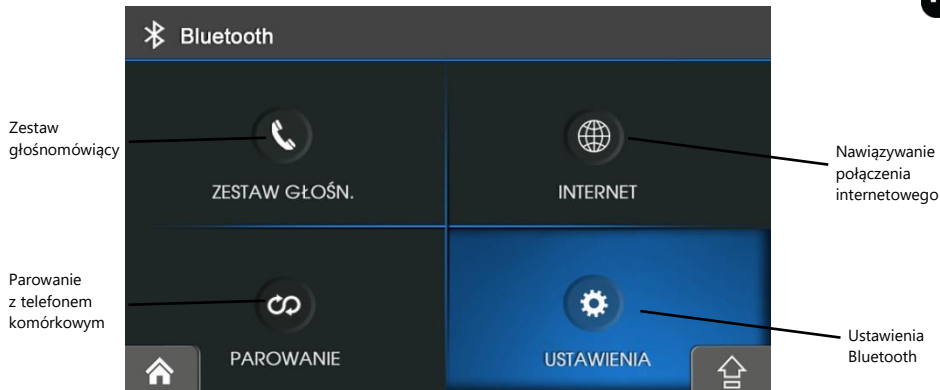 Bluetooth
Zestaw
głośnomówiący
ZESTAW GŁOŚN.
INTERNET
Nawiązywanie
połączenia
internetowego
Parowanie
z telefonem
komórkowym
PAROWANIE
USTAWIENIA
Ustawienia
Bluetooth